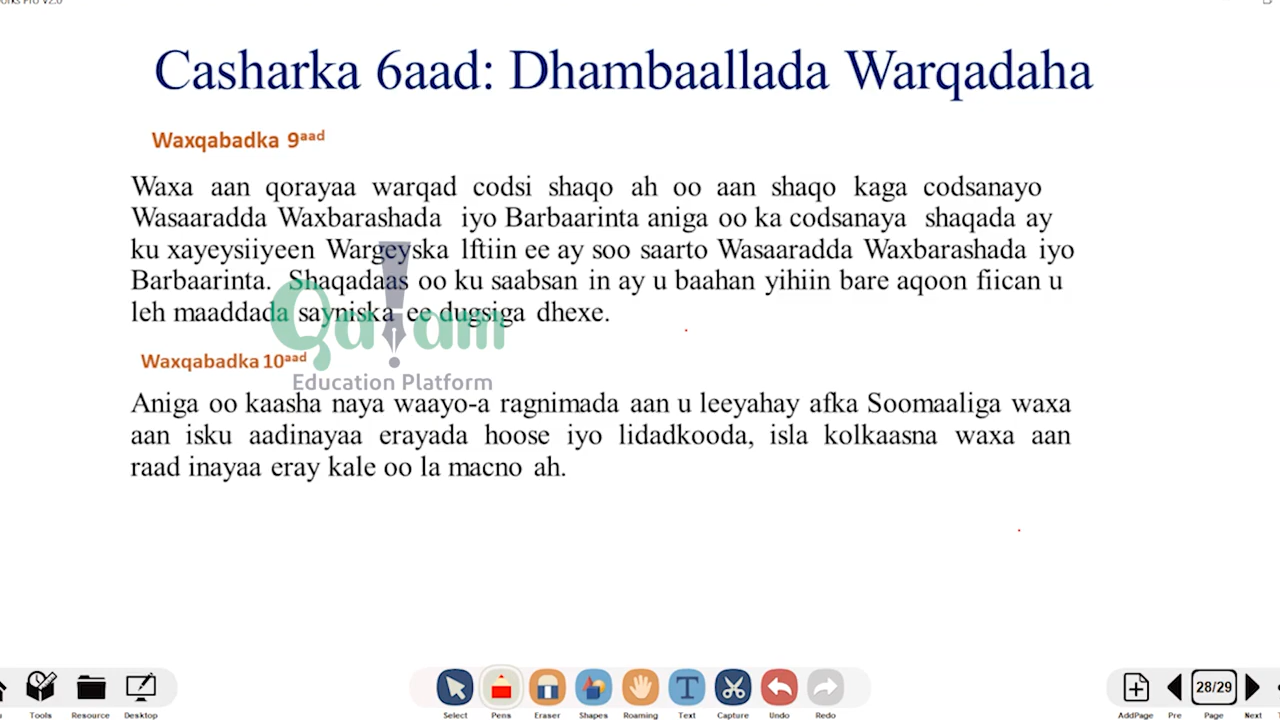 Casharka 6aad: Dhambaallada Warqadaha
Waxqabadka 9aad
Waxa aan qorayaa warqad codsi shaqo ah oo aan shaqo kaga codsanayo
Wasaaradda Waxbarashada iyo Barbaarinta aniga oo ka codsanaya shaqada ay
ku xayeysiiyeen Wargeyska lftiin ee ay soo saarto Wasaaradda Waxbarashada iyo
Barbaarinta. Shaqadaas oo ku saabsan in ay u baahan yihiin bare aqoon fiican u
leh maaddada sayniska ee dugsiga dhexe.
Qalam
Education Platform
Waxqabadka 10aad
Aniga oo kaasha naya waayo-a ragnimada aan u leeyahay afka Soomaaliga waxa
aan isku aadinayaa erayada hoose iyo lidadkooda, isla kolkaasna waxa aan
raad inayaa eray kale oo la macno ah.
28/29
Tools Resource Desktop Select Pens Eraser Shapes Roaming Text Capture Undo Redo AddPage Pre Page Next